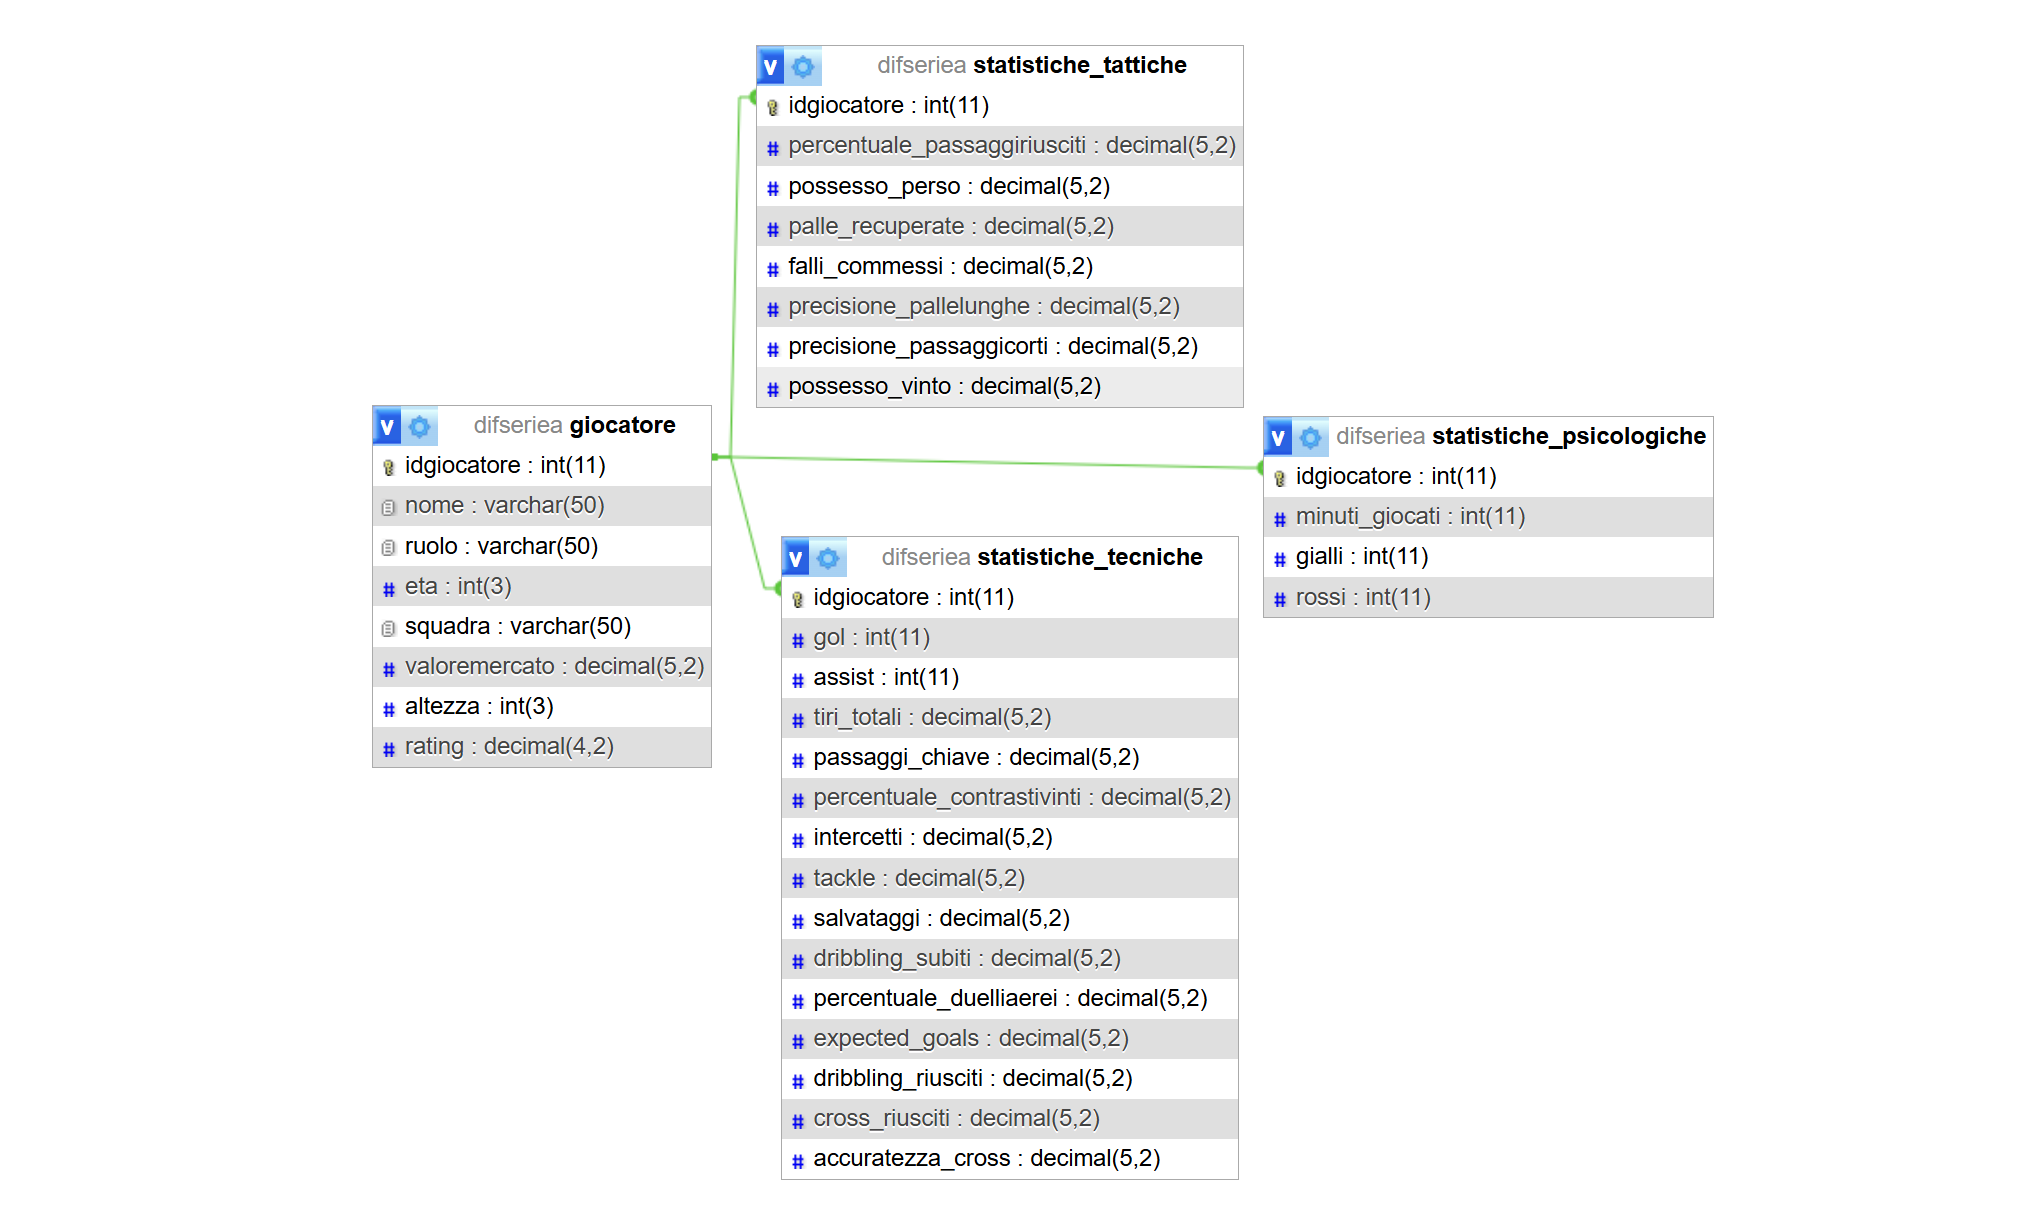 v difseriea statistiche_tattiche
idgiocatore : int(11)
# percentuale_passaggiriusciti : decimal(5,2)
# possesso_perso : decimal(5,2)
# palle_recuperate : decimal(5,2)
# falli_commessi : decimal(5,2)
# precisione_pallelunghe : decimal(5,2)
# precisione_passaggicorti : decimal(5,2)
# possesso_vinto : decimal(5,2)
v difseriea giocatore
idgiocatore : int(11)
nome : varchar(50)
ruolo : varchar(50)
# eta : int(3)
squadra : varchar(50)
# valoremercato : decimal(5,2)
# altezza : int(3)
# rating : decimal(4,2)
v difseriea statistiche_psicologiche
idgiocatore : int(11)
# minuti_giocati : int(11)
# gialli : int(11)
# rossi : int(11)
v difseriea statistiche_tecniche
idgiocatore : int(11)
# gol : int(11)
# assist : int(11)
# tiri_totali : decimal(5,2)
# passaggi_chiave : decimal(5,2)
# percentuale_contrastivinti : decimal(5,2)
# intercetti : decimal(5,2)
# tackle : decimal(5,2)
# salvataggi : decimal(5,2)
# dribbling_subiti : decimal(5,2)
# percentuale_duelliaerei : decimal(5,2)
# expected_goals : decimal(5,2)
# dribbling_riusciti : decimal(5,2)
# cross_riusciti : decimal(5,2)
# accuratezza_cross : decimal(5,2)